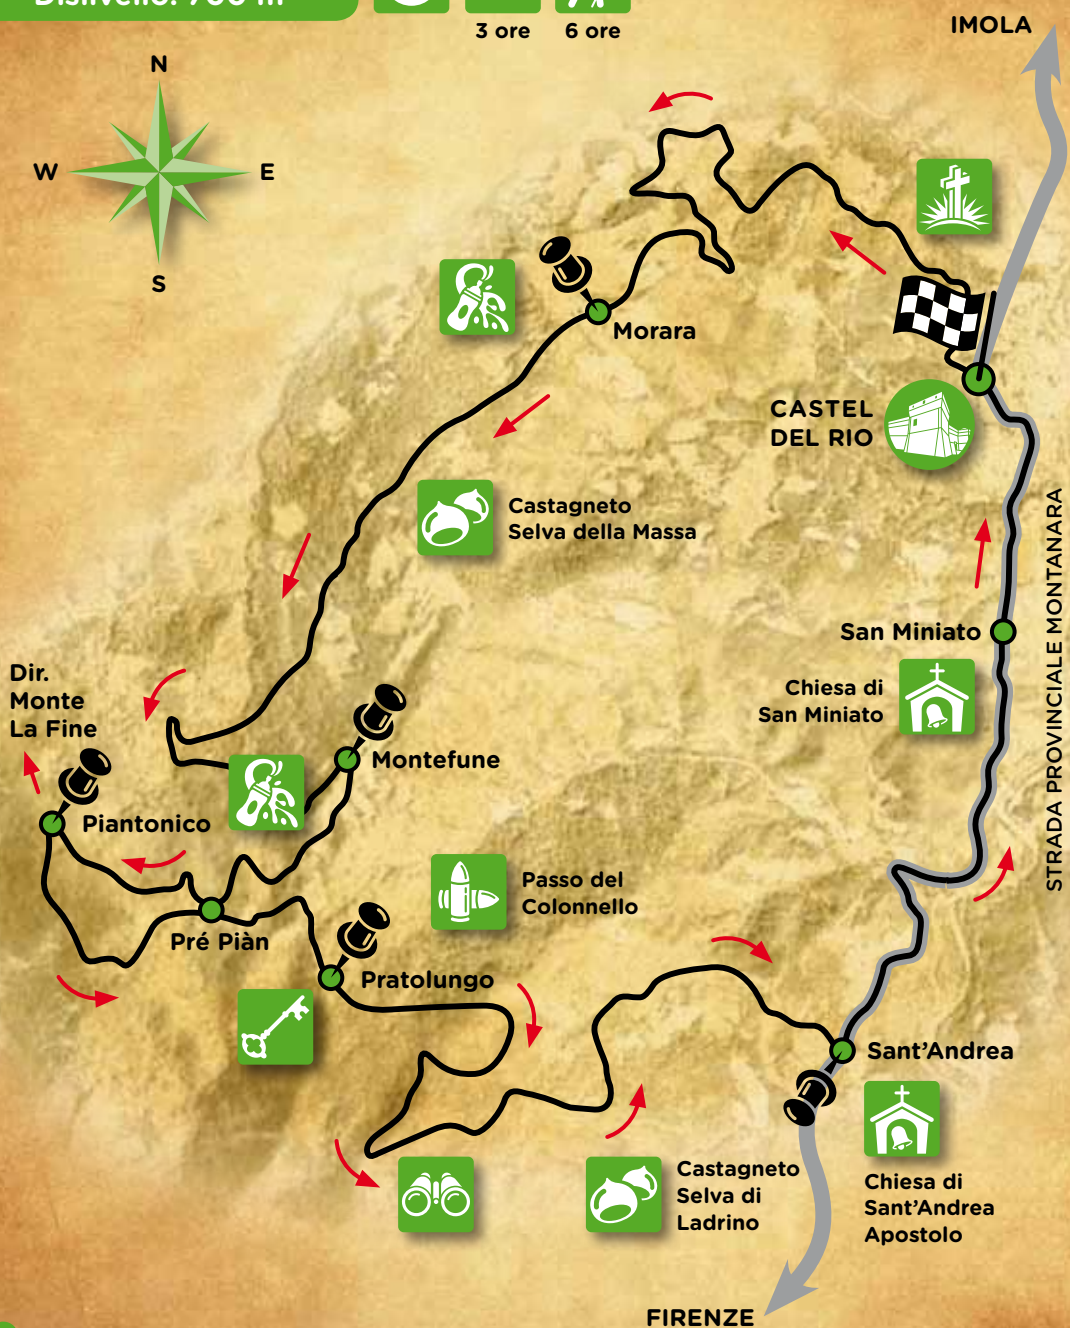 Dislivello: 700 m
3 ore
6 ore
IMOLA
N
W
E
S
Morara
CASTEL
DEL RIO
Castagneto
Selva della Massa
STRADA PROVINCIALE MONTANARA
San Miniato
Chiesa di
San Miniato
Dir.
Monte
La Fine
Montefune
Piantonico
Passo del
Colonnello
Pré Piàn
Pratolungo
Sant'Andrea
Castagneto
Selva di
Ladrino
Chiesa di
Sant'Andrea
Apostolo
FIRENZE